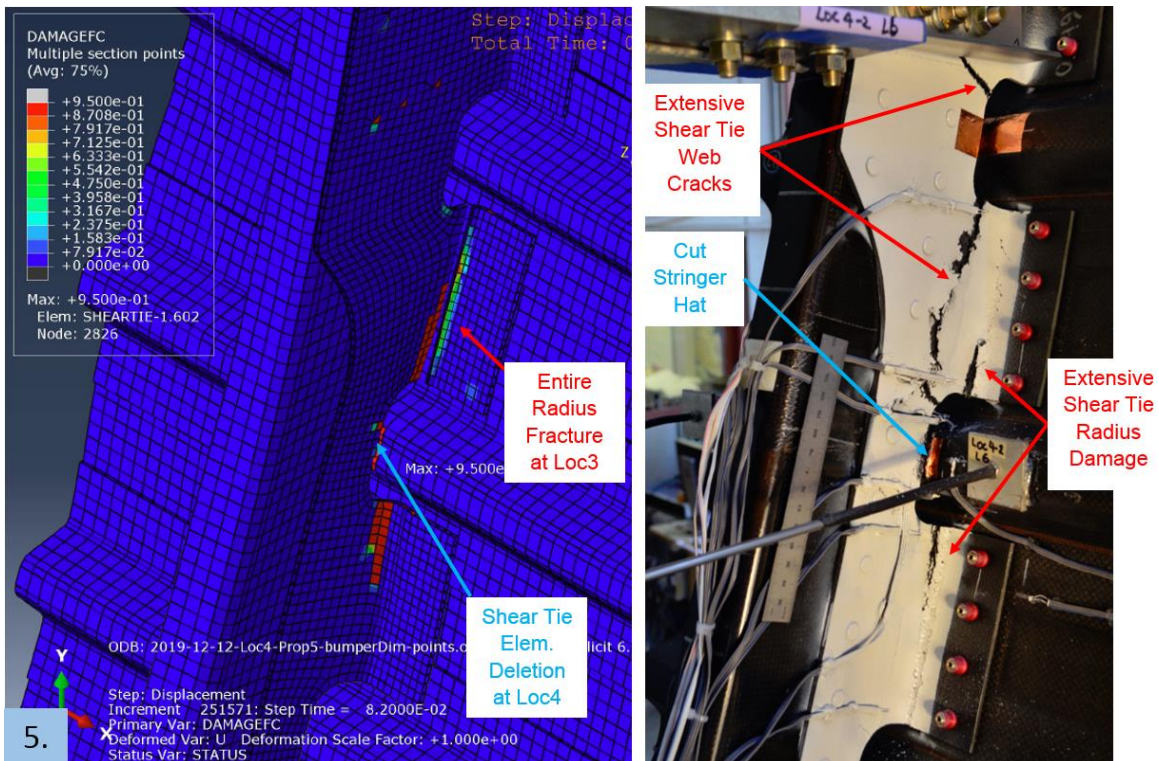 DAMAGEFC
Multiple section points
(Avg: 75%)
+9.500e-01
+8.708e-01
+7.917e-01
+7.125e-01
+6.333e-01
+5.542e-01
+4.750e-01
+3.958e-01
+3.167e-01
+2.375e-01
+1.583e-01
+7.917e-02
+0.000e+00
Max: +9.500e-01
Elem: SHEARTIE-1.602
Node: 2826
Step: Displac
Total Time: 0
Z
Entire
Radius
Fracture
at Loc3
Max: +9.500e
Shear Tie
Elem.
Deletion
at Loc4
ODB: 2019-12-12-Loc4-Prop5-bumperDim-points.o
licit 6.
Y
X
Step: Displacement
Increment 251571: Step Time = 8.2000E-02
Primary Var: DAMAGEFC
Deformed Var: U Deformation Scale Factor: +1.000e+00
Status Var: STATUS
5.
LOC 4-2 L6
Extensive
Shear Tie
Web
Cracks
Cut
Stringer
Hat
Extensive
Shear Tie
Radius
Damage
LOC4-2
L6